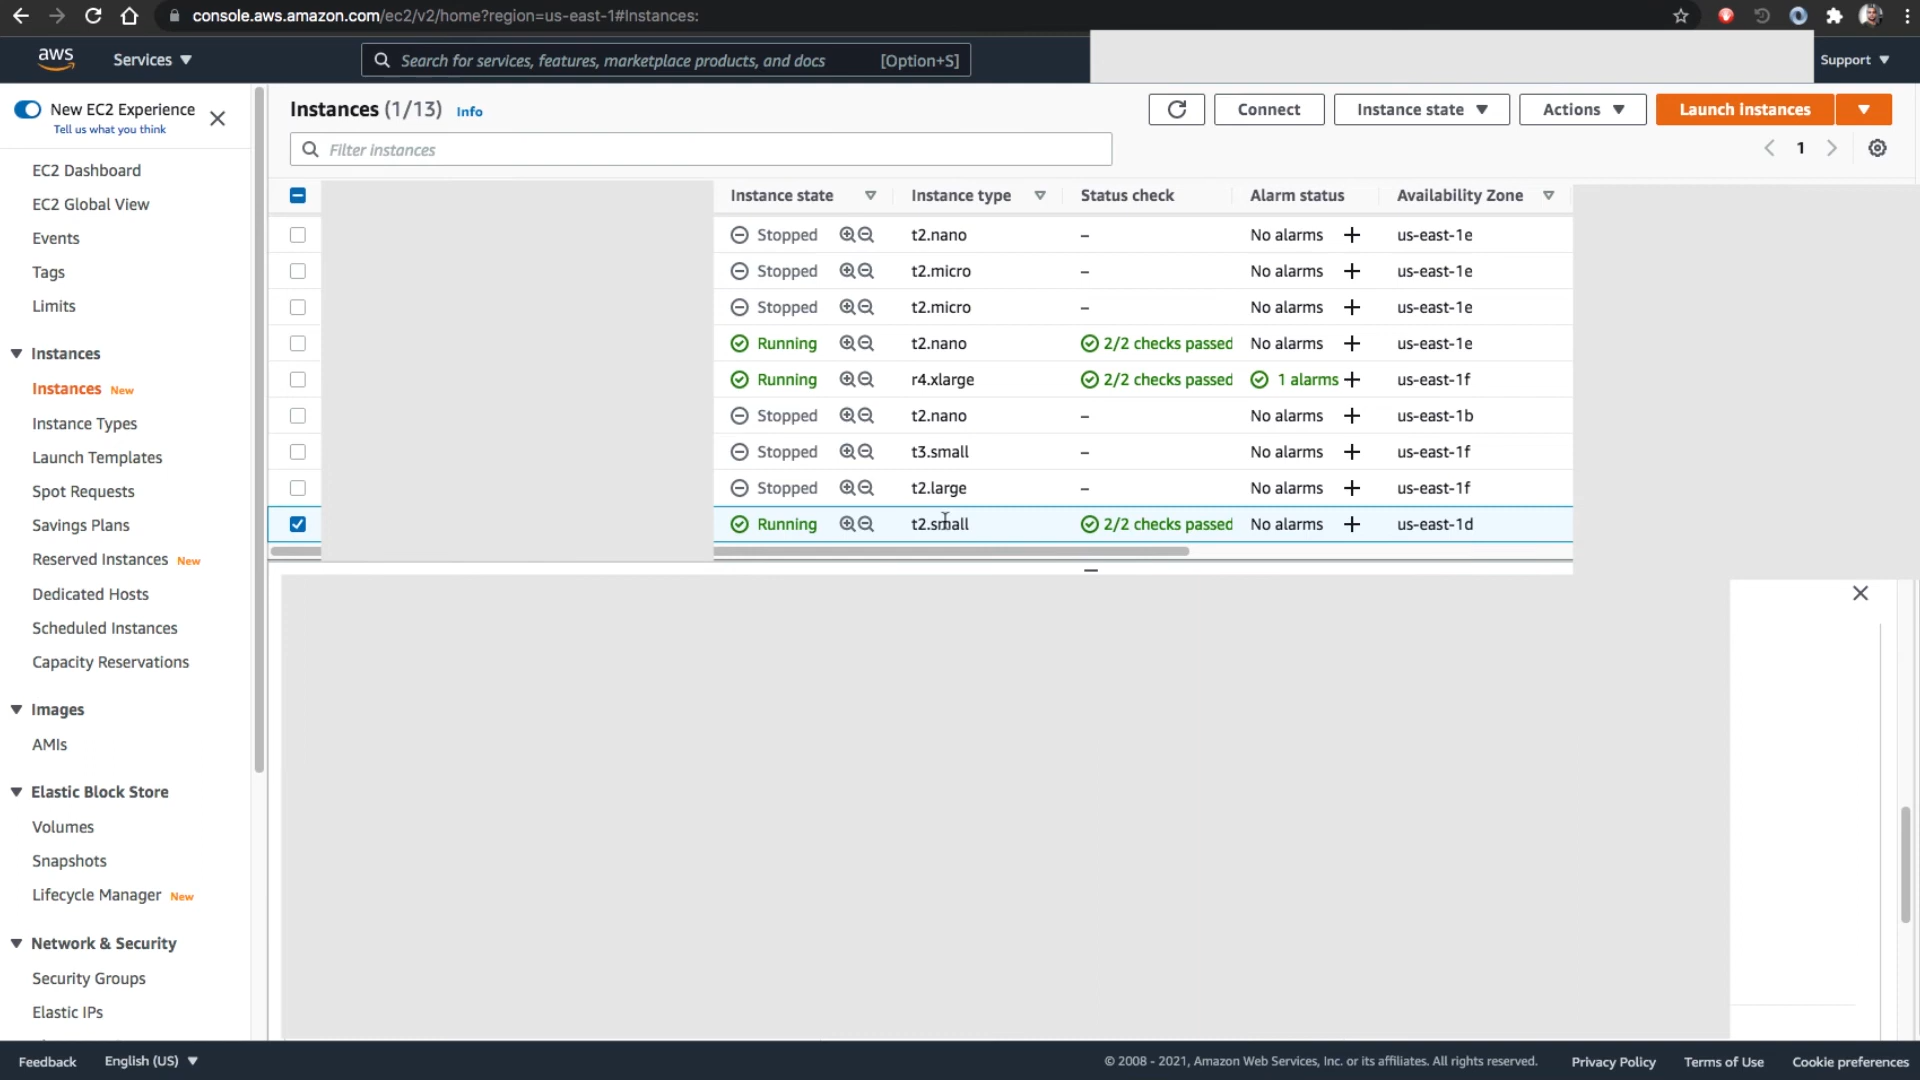 console.aws.amazon.com/ec2/v2/home?region=us-east-1#Instances:
aws
Services
Search for services, features, marketplace products, and docs [Option+S]
Support
New EC2 Experience
Tell us what you think
EC2 Dashboard
EC2 Global View
Events
Tags
Limits
Instances
Instances New
Instance Types
Launch Templates
Spot Requests
Savings Plans
Reserved Instances New
Dedicated Hosts
Scheduled Instances
Capacity Reservations
Images
AMIs
Elastic Block Store
Volumes
Snapshots
Lifecycle Manager New
Network & Security
Security Groups
Elastic IPs
Instances (1/13) Info
Connect
Instance state
Actions
Launch instances
Filter instances
1
Instance state Instance type Status check Alarm status Availability Zone
Stopped t2.nano – No alarms + us-east-1e
Stopped t2.micro – No alarms + us-east-1e
Stopped t2.micro – No alarms + us-east-1e
Running t2.nano 2/2 checks passed No alarms + us-east-1e
Running r4.xlarge 2/2 checks passed 1 alarms + us-east-1f
Stopped t2.nano – No alarms + us-east-1b
Stopped t3.small – No alarms + us-east-1f
Stopped t2.large – No alarms + us-east-1f
Running t2.small 2/2 checks passed No alarms + us-east-1d
Feedback English (US) © 2008 - 2021, Amazon Web Services, Inc. or its affiliates. All rights reserved. Privacy Policy Terms of Use Cookie preferences